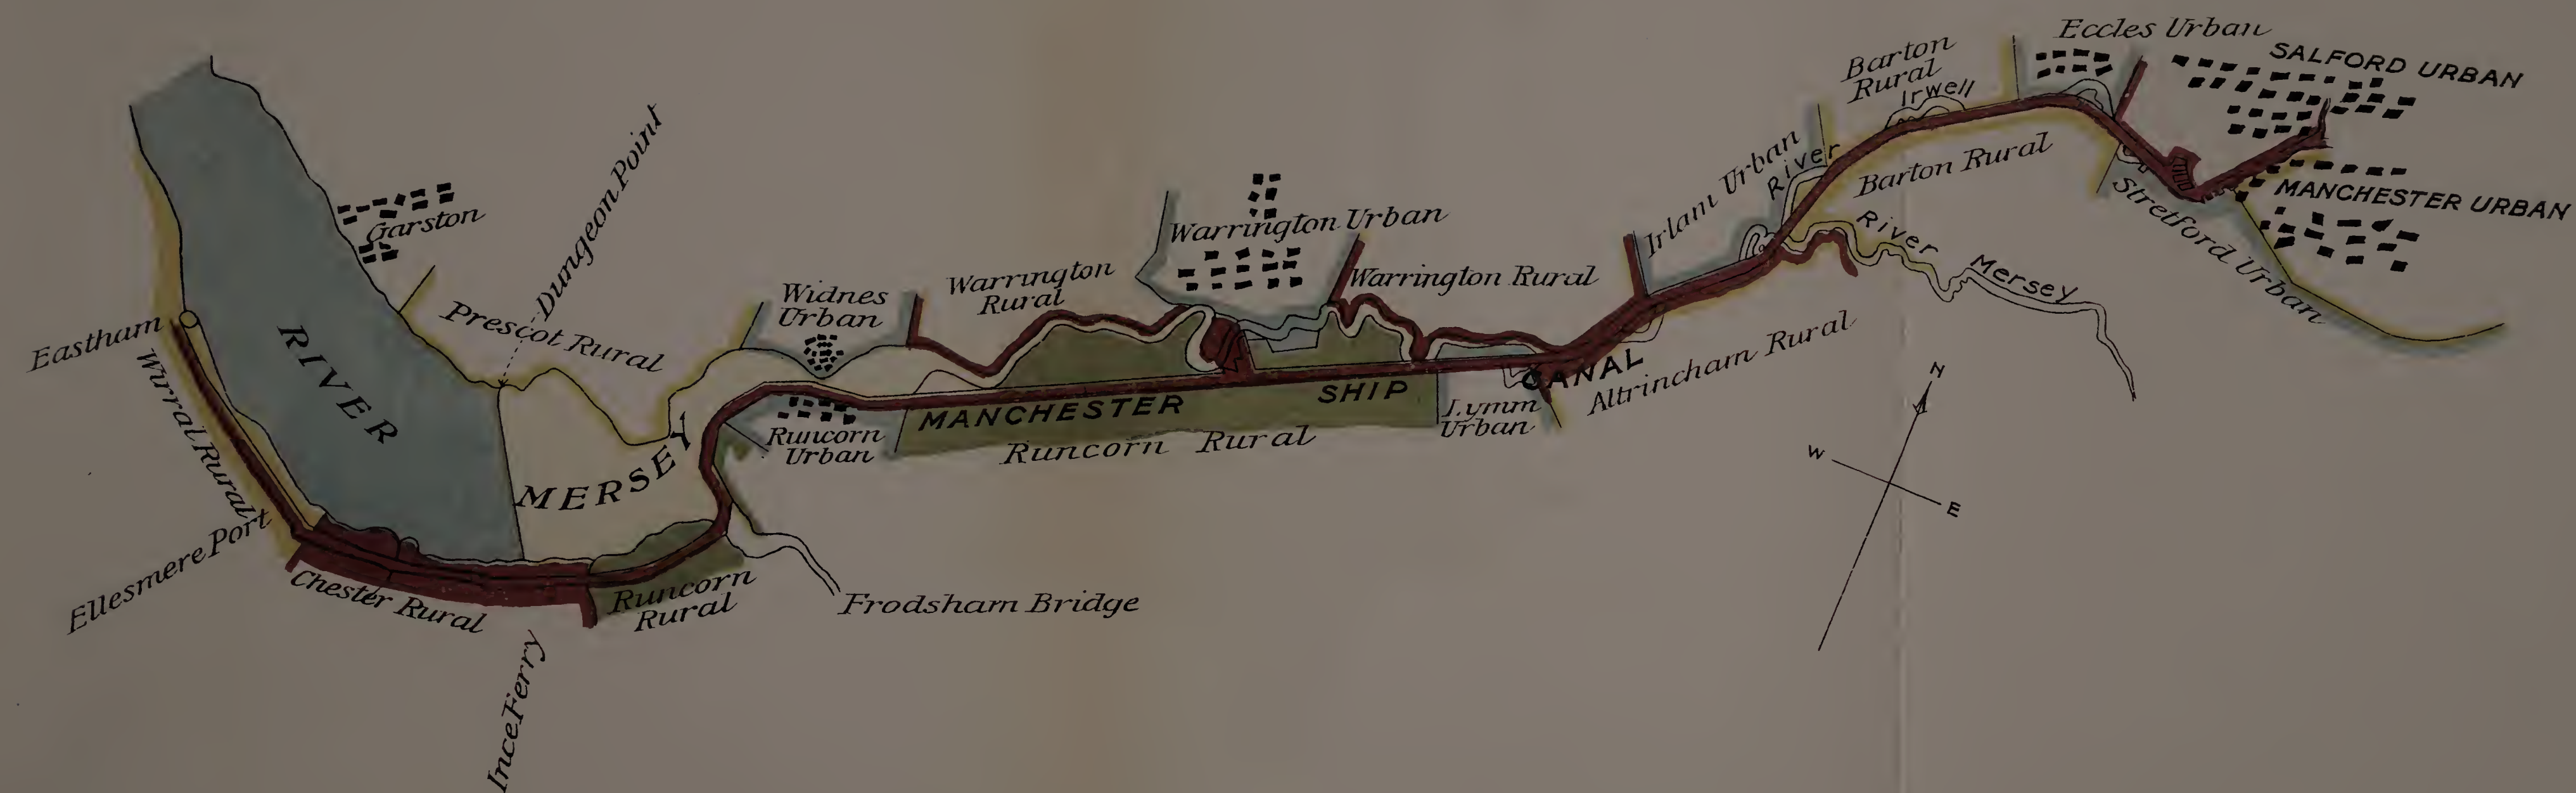 Eccles Urban
SALFORD URBAN
Barton
Rural
Irwell
MANCHESTER URBAN
Stretford Urban
Barton Rural
Irlam Urban
River
River Mersey
Dungeon Point
Garston
Warrington Urban
Warrington Rural
Warrington
Rural
Widnes
Urban
Prescot Rural
Eastham
Wirral Rural
RIVER
MERSEY
Ellesmere Port
Chester Rural
Ince Ferry
Runcorn
Rural
Frodsham Bridge
Runcorn
Urban
MANCHESTER SHIP CANAL
Runcorn Rural
Lymm
Urban
Altrincham Rural
N
W
E